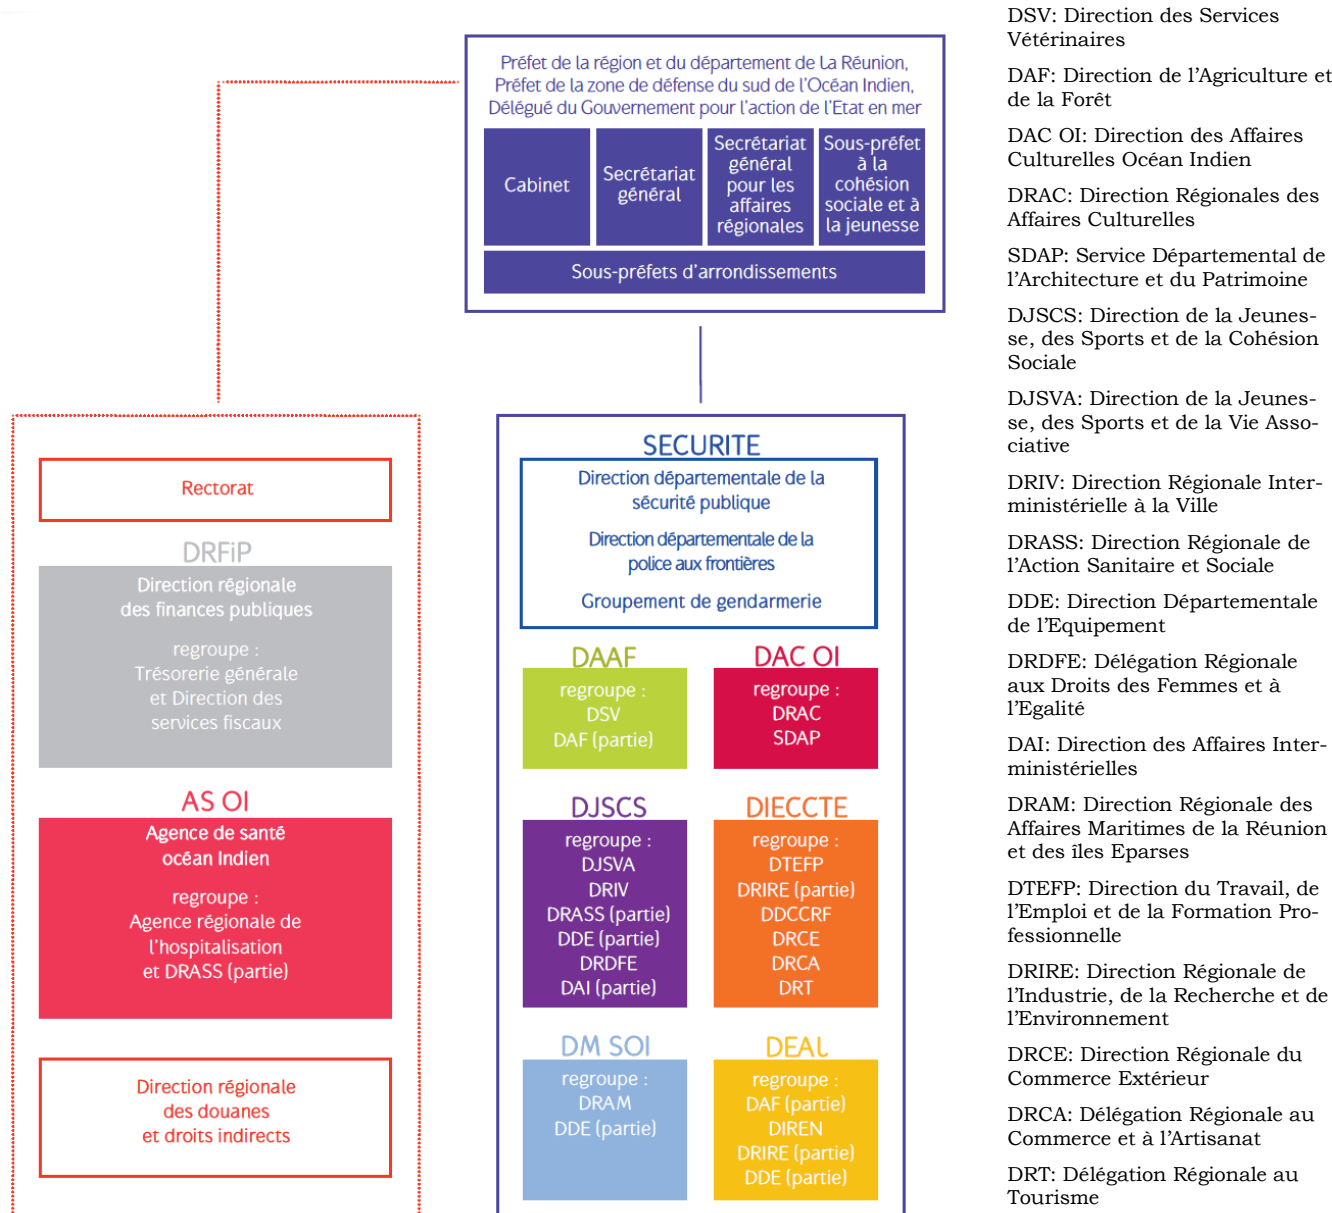 Préfet de la région et du département de La Réunion,
Préfet de la zone de défense du sud de l'Océan Indien,
Délégué du Gouvernement pour l'action de l'Etat en mer
Cabinet
Secrétariat
général
Secrétariat
général
pour les
affaires
régionales
Sous-préfet
à la
cohésion
sociale et à
la jeunesse
Sous-préfets d'arrondissements
Rectorat
DRFiP
Direction régionale
des finances publiques
regroupe :
Trésorerie générale
et Direction des
services fiscaux
AS OI
Agence de santé
océan Indien
regroupe :
Agence régionale de
l'hospitalisation
et DRASS (partie)
Direction régionale
des douanes
et droits indirects
SECURITE
Direction départementale de la
sécurité publique
Direction départementale de la
police aux frontières
Groupement de gendarmerie
DAAF
regroupe :
DSV
DAF (partie)
DAC OI
regroupe :
DRAC
SDAP
DJSCS
regroupe :
DJSVA
DRIV
DRASS (partie)
DDE (partie)
DRDFE
DAI (partie)
DIECCTE
regroupe :
DTEFP
DRIRE (partie)
DDCCRF
DRCE
DRCA
DRT
DM SOI
regroupe :
DRAM
DDE (partie)
DEAL
regroupe :
DAF (partie)
DIREN
DRIRE (partie)
DDE (partie)
DSV: Direction des Services
Vétérinaires
DAF: Direction de l'Agriculture et
de la Forêt
DAC OI: Direction des Affaires
Culturelles Océan Indien
DRAC: Direction Régionales des
Affaires Culturelles
SDAP: Service Départemental de
l'Architecture et du Patrimoine
DJSCS: Direction de la Jeunes-
se, des Sports et de la Cohésion
Sociale
DJSVA: Direction de la Jeunes-
se, des Sports et de la Vie Asso-
ciative
DRIV: Direction Régionale Inter-
ministérielle à la Ville
DRASS: Direction Régionale de
l'Action Sanitaire et Sociale
DDE: Direction Départementale
de l'Equipement
DRDFE: Délégation Régionale
aux Droits des Femmes et à
l'Egalité
DAI: Direction des Affaires Inter-
ministérielles
DRAM: Direction Régionale des
Affaires Maritimes de la Réunion
et des îles Eparses
DTEFP: Direction du Travail, de
l'Emploi et de la Formation Pro-
fessionnelle
DRIRE: Direction Régionale de
l'Industrie, de la Recherche et de
l'Environnement
DRCE: Direction Régionale du
Commerce Extérieur
DRCA: Délégation Régionale au
Commerce et à l'Artisanat
DRT: Délégation Régionale au
Tourisme